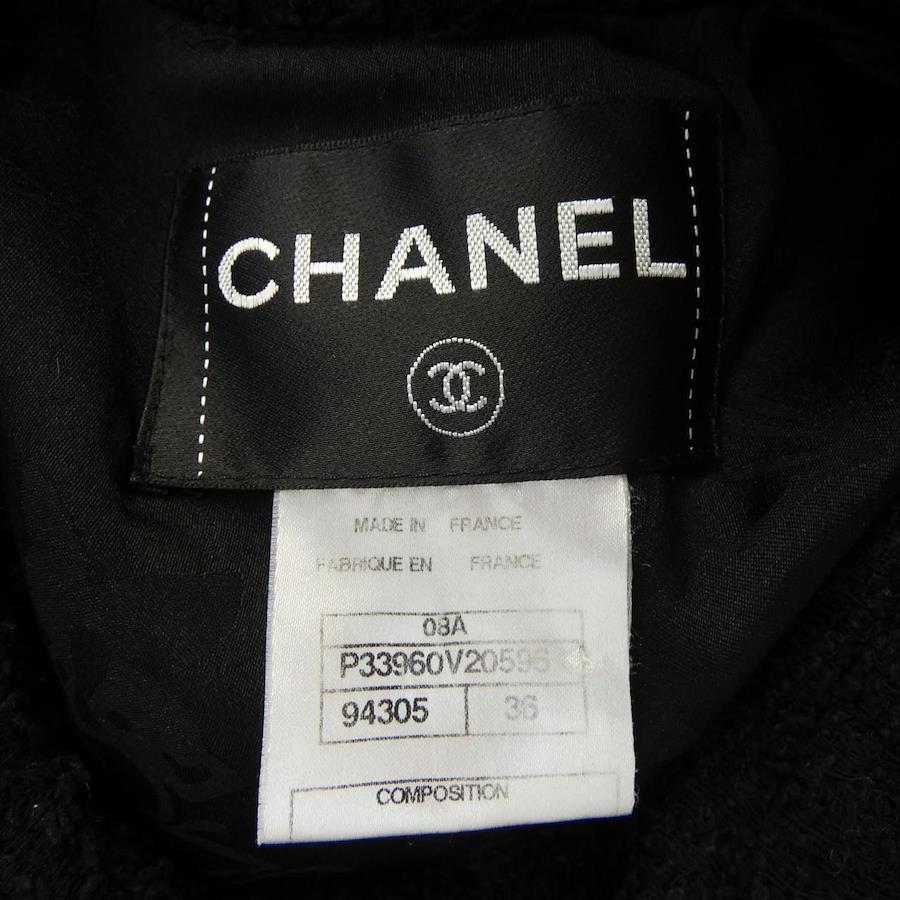 CHANEL
MADE IN FRANCE
FABRIQUE EN FRANCE
08A
P33960V20596
94305 36
COMPOSITION